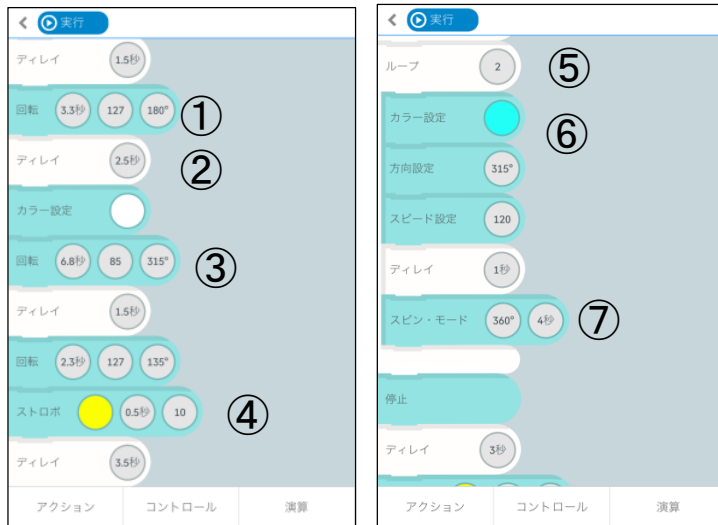 実行
ディレイ 1.5秒
回転 3.3秒 127 180° ①
ディレイ 2.5秒 ②
カラー設定
回転 6.8秒 85 315° ③
ディレイ 1.5秒
回転 2.3秒 127 135°
ストロボ 0.5秒 10 ④
ディレイ 3.5秒
アクション コントロール 演算
実行
ループ 2 ⑤
カラー設定 ⑥
方向設定 315°
スピード設定 120
ディレイ 1秒
スピン・モード 360° 4秒 ⑦
停止
ディレイ 3秒
アクション コントロール 演算